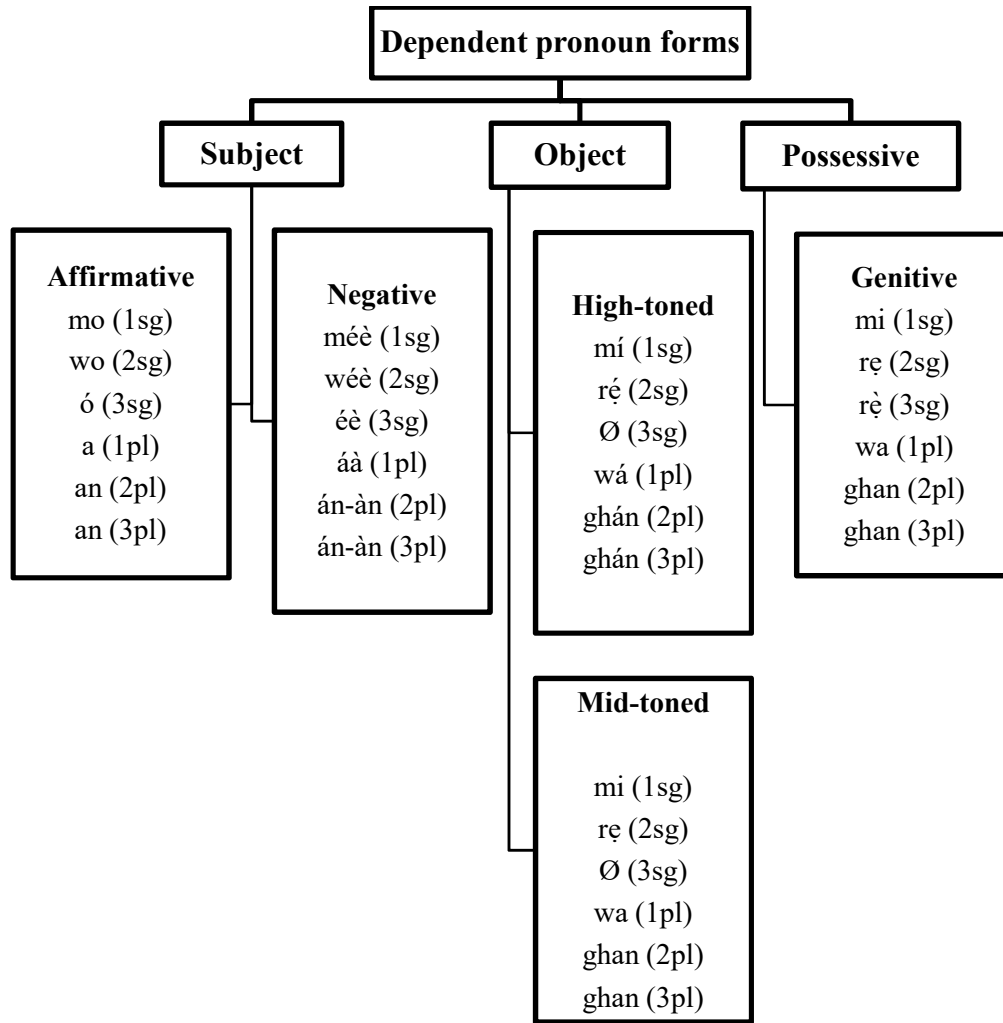 Dependent pronoun forms
Subject
Object
Possessive
Affirmative
mo (1sg)
wo (2sg)
ó (3sg)
a (1pl)
an (2pl)
an (3pl)
Negative
méè (1sg)
wéè (2sg)
éè (3sg)
áà (1pl)
án-àn (2pl)
án-àn (3pl)
High-toned
mí (1sg)
rẹ́ (2sg)
Ø (3sg)
wá (1pl)
ghán (2pl)
ghán (3pl)
Mid-toned
mi (1sg)
rẹ (2sg)
Ø (3sg)
wa (1pl)
ghan (2pl)
ghan (3pl)
Genitive
mi (1sg)
rẹ (2sg)
rẹ̀ (3sg)
wa (1pl)
ghan (2pl)
ghan (3pl)